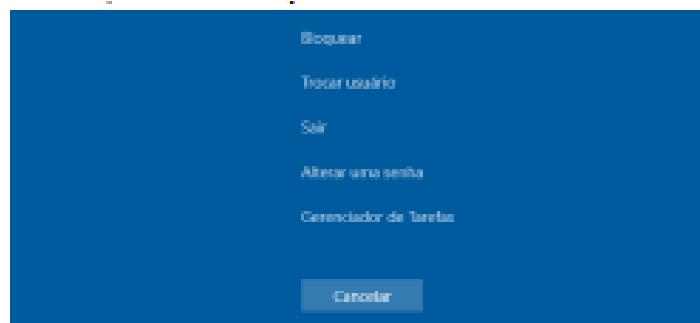 Bloquear
Trocar usuário
Sair
Alterar uma senha
Gerenciador de Tarefas
Cancelar